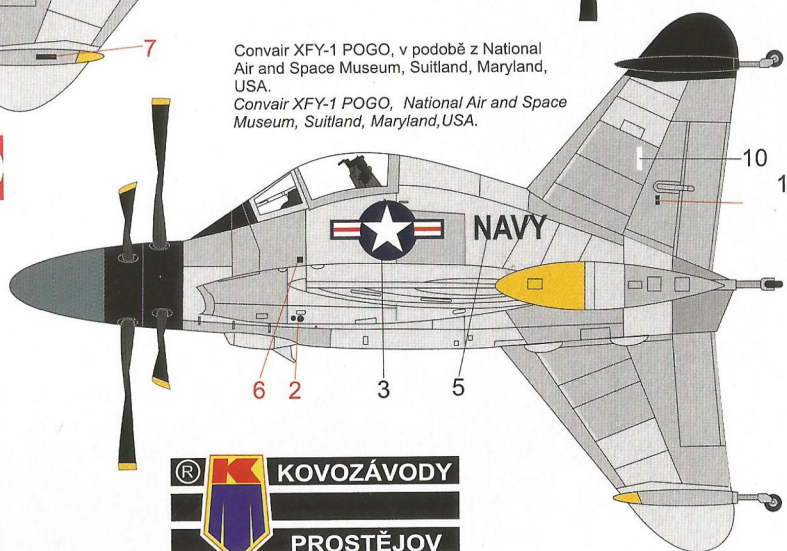 7
Convair XFY-1 POGO, v podobě z National
Air and Space Museum, Suitland, Maryland,
USA.
Convair XFY-1 POGO, National Air and Space
Museum, Suitland, Maryland,USA.
10
1
NAVY
6
2
3
5
® K KOVOZÁVODY
PROSTĚJOV